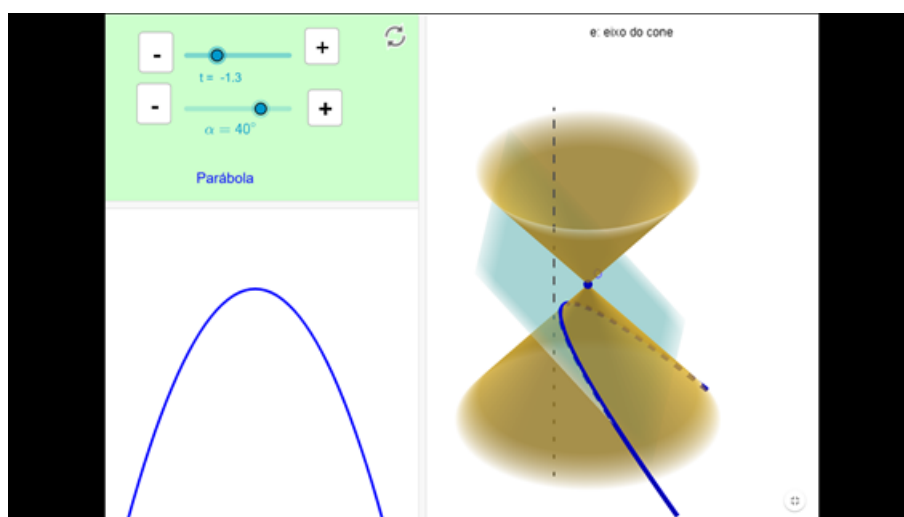 -
+
t = -1.3
-
+
α = 40°
Parábola
e: eixo do cone